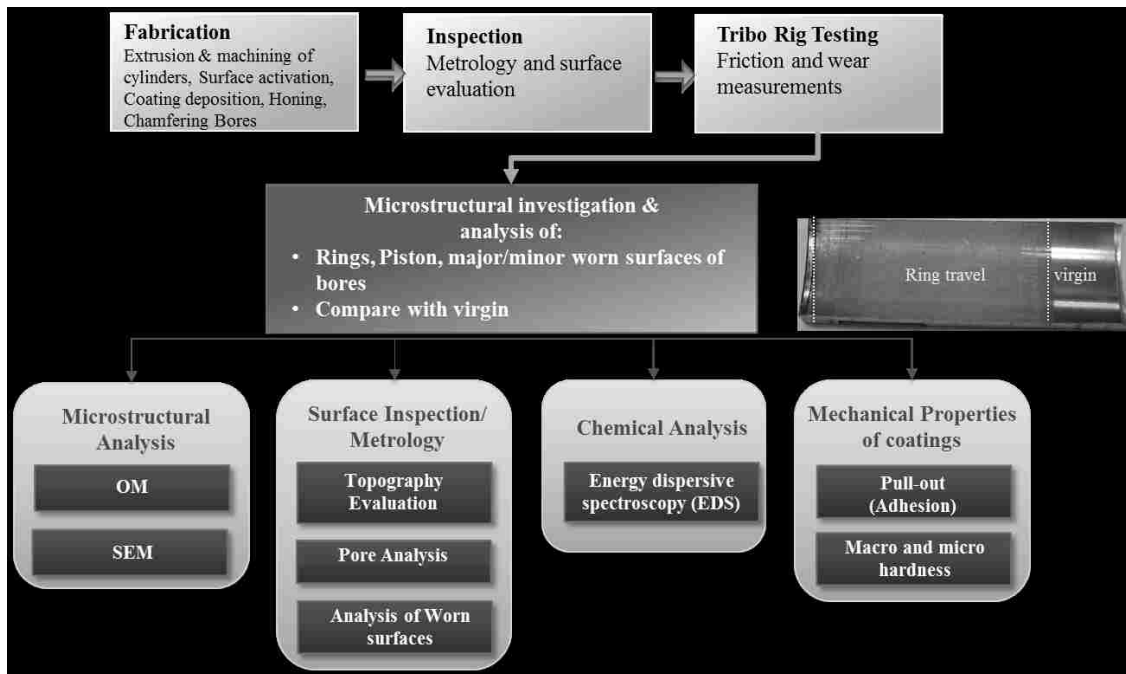 Fabrication
Extrusion & machining of
cylinders, Surface activation,
Coating deposition, Honing,
Chamfering Bores
Inspection
Metrology and surface
evaluation
Tribo Rig Testing
Friction and wear
measurements
Microstructural investigation &
analysis of:
• Rings, Piston, major/minor worn surfaces of
bores
• Compare with virgin
Ring travel
virgin
Microstructural
Analysis
OM
SEM
Surface Inspection/
Metrology
Topography
Evaluation
Pore Analysis
Analysis of Worn
surfaces
Chemical Analysis
Energy dispersive
spectroscopy (EDS)
Mechanical Properties
of coatings
Pull-out
(Adhesion)
Macro and micro
hardness